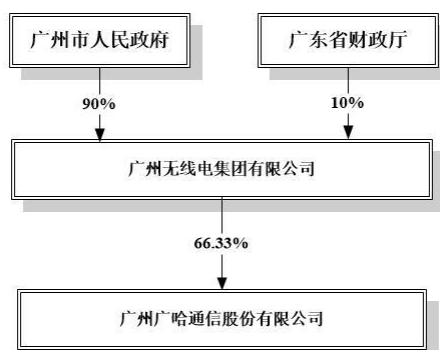 广州市人民政府
广东省财政厅
90%
10%
广州无线电集团有限公司
66.33%
广州广哈通信股份有限公司